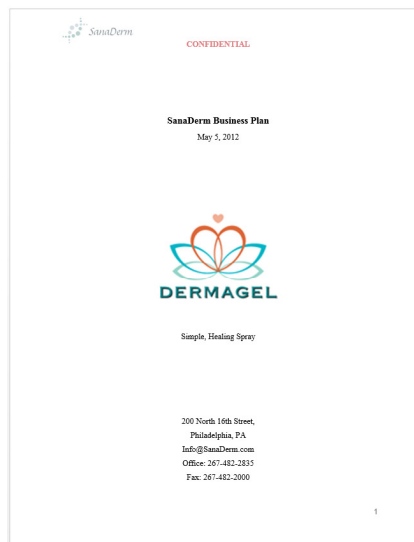 SanaDerm
CONFIDENTIAL
SanaDerm Business Plan
May 5, 2012
DERMAGEL
Simple, Healing Spray
200 North 16th Street,
Philadelphia, PA
Info@SanaDerm.com
Office: 267-482-2835
Fax: 267-482-2000
1